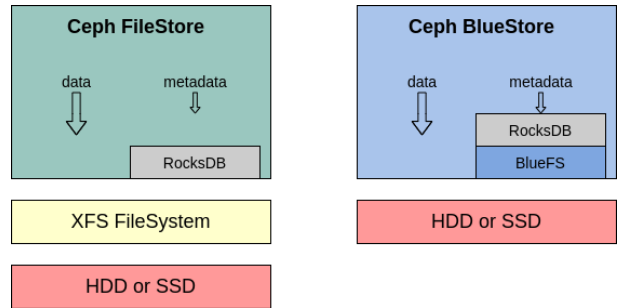 Ceph FileStore
data
metadata
RocksDB
XFS FileSystem
HDD or SSD
Ceph BlueStore
data
metadata
RocksDB
BlueFS
HDD or SSD